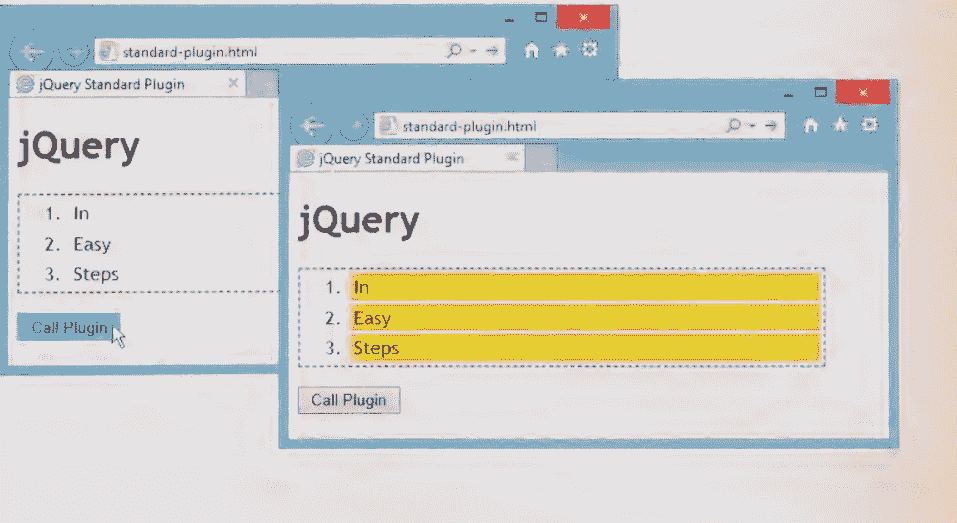 standard-plugin.html
jQuery Standard Plugin
jQuery
1. In
2. Easy
3. Steps
Call Plugin
standard-plugin.html
jQuery Standard Plugin
jQuery
1. In
2. Easy
3. Steps
Call Plugin